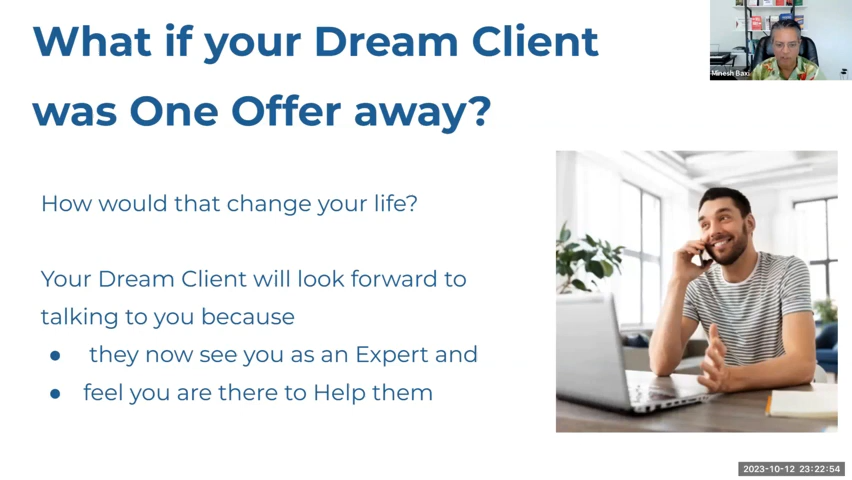 What if your Dream Client
was One Offer away?
Minesh Baxi
How would that change your life?
Your Dream Client will look forward to
talking to you because
● they now see you as an Expert and
● feel you are there to Help them
2023-10-12 23:22:54